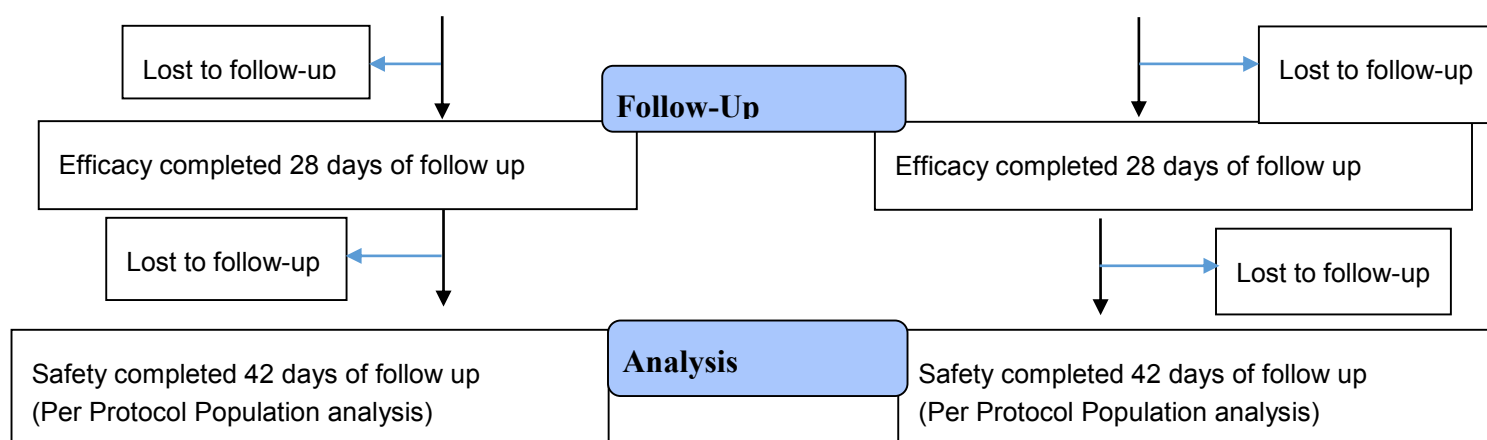 Lost to follow-up
Lost to follow-up
Follow-Up
Efficacy completed 28 days of follow up
Efficacy completed 28 days of follow up
Lost to follow-up
Lost to follow-up
Analysis
Safety completed 42 days of follow up
(Per Protocol Population analysis)
Safety completed 42 days of follow up
(Per Protocol Population analysis)